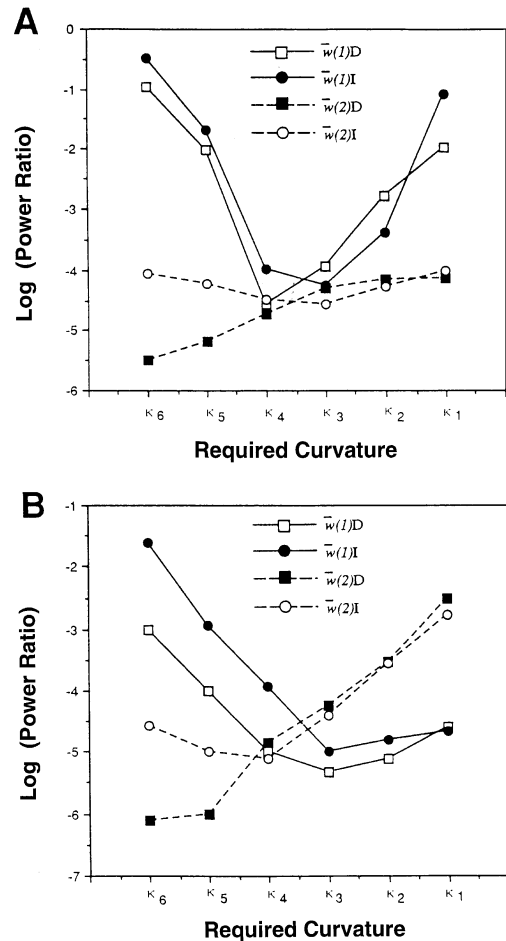 A
0
-1
-2
-3
-4
-5
-6
Log (Power Ratio)
w̄(1)D
w̄(1)I
w̄(2)D
w̄(2)I
κ6 κ5 κ4 κ3 κ2 κ1
Required Curvature
B
-1
-2
-3
-4
-5
-6
-7
Log (Power Ratio)
w̄(1)D
w̄(1)I
w̄(2)D
w̄(2)I
κ6 κ5 κ4 κ3 κ2 κ1
Required Curvature